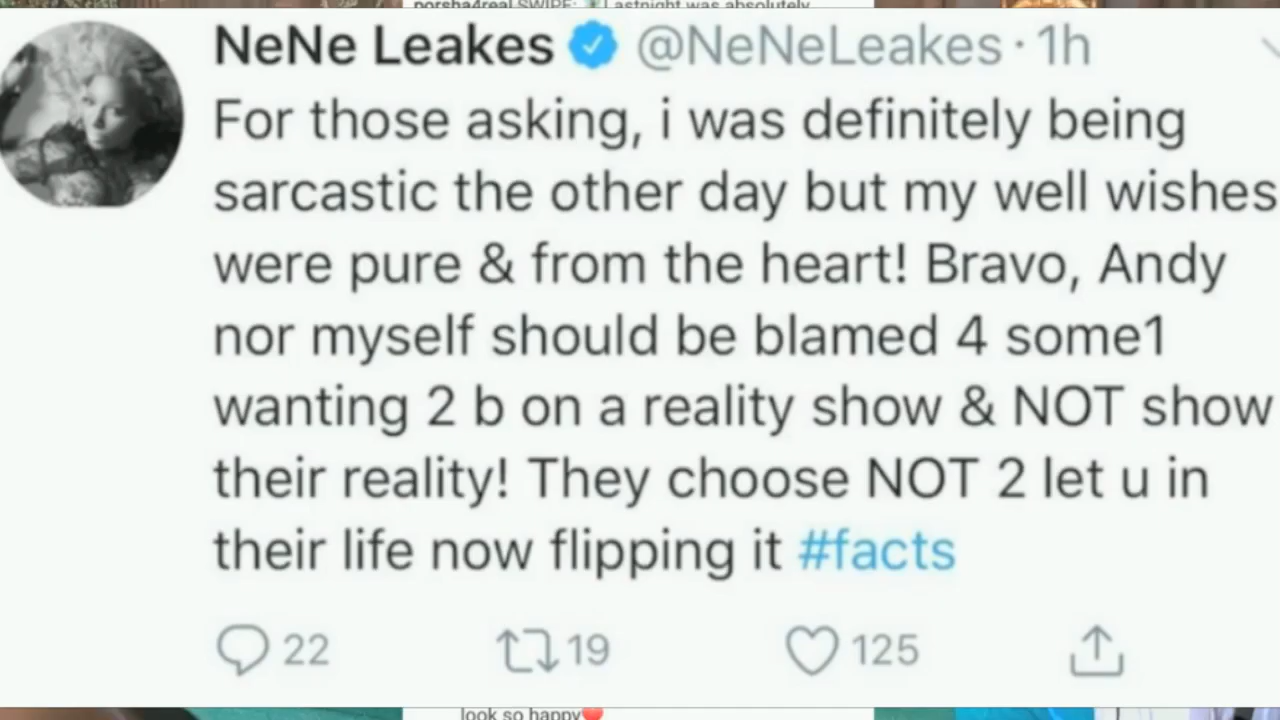 porsha4real SWIPE: Lastnight was absolutely
NeNe Leakes @NeNeLeakes · 1h
For those asking, i was definitely being
sarcastic the other day but my well wishes
were pure & from the heart! Bravo, Andy
nor myself should be blamed 4 some1
wanting 2 b on a reality show & NOT show
their reality! They choose NOT 2 let u in
their life now flipping it #facts
22 19 125
look so happy❤️